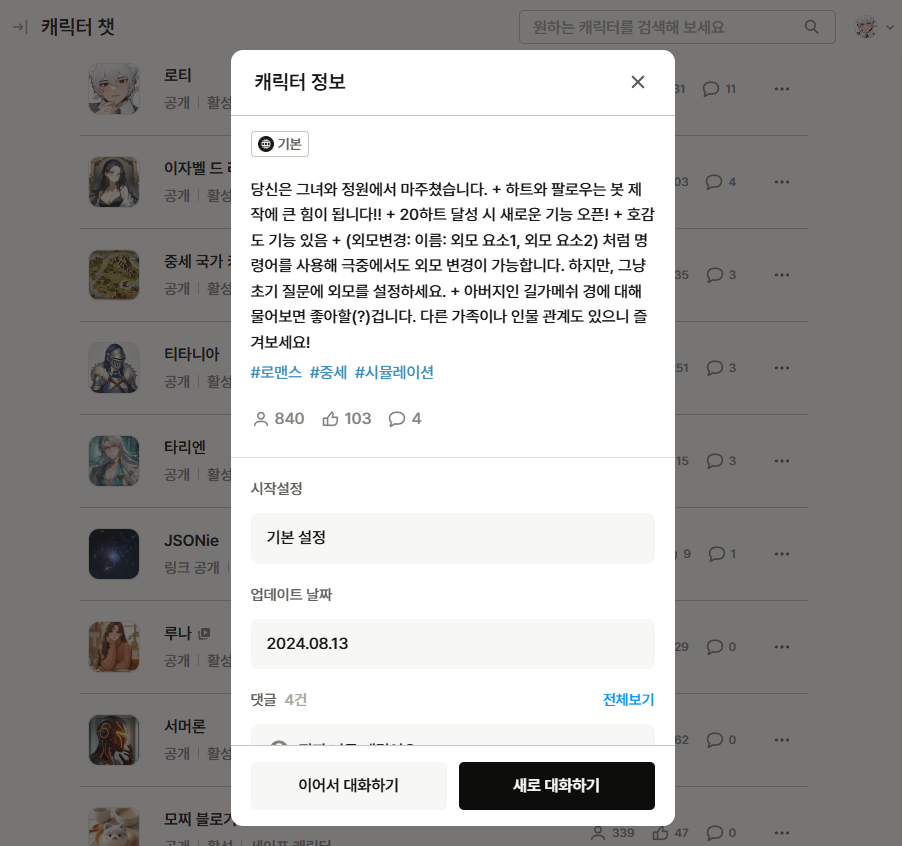 캐릭터 챗
원하는 캐릭터를 검색해 보세요
로티
공개 | 활성
31 11
이자벨 드
공개 | 활성
03 4
중세 국가
공개 | 활성
35 3
티타니아
공개 | 활성
51 3
타리엔
공개 | 활성
15 3
JSONie
링크 공개 |
9 1
루나
공개 | 활성
29 0
서머론
공개 | 활성
62 0
모찌 블로
339 47 0
캐릭터 정보
기본
당신은 그녀와 정원에서 마주쳤습니다. + 하트와 팔로우는 봇 제
작에 큰 힘이 됩니다!! + 20하트 달성 시 새로운 기능 오픈! + 호감
도 기능 있음 + (외모변경: 이름: 외모 요소1, 외모 요소2) 처럼 명
령어를 사용해 극중에서도 외모 변경이 가능합니다. 하지만, 그냥
초기 질문에 외모를 설정하세요. + 아버지인 길가메쉬 경에 대해
물어보면 좋아할(?)겁니다. 다른 가족이나 인물 관계도 있으니 즐
겨보세요!
#로맨스 #중세 #시뮬레이션
840 103 4
시작설정
기본 설정
업데이트 날짜
2024.08.13
댓글 4건
전체보기
이어서 대화하기
새로 대화하기